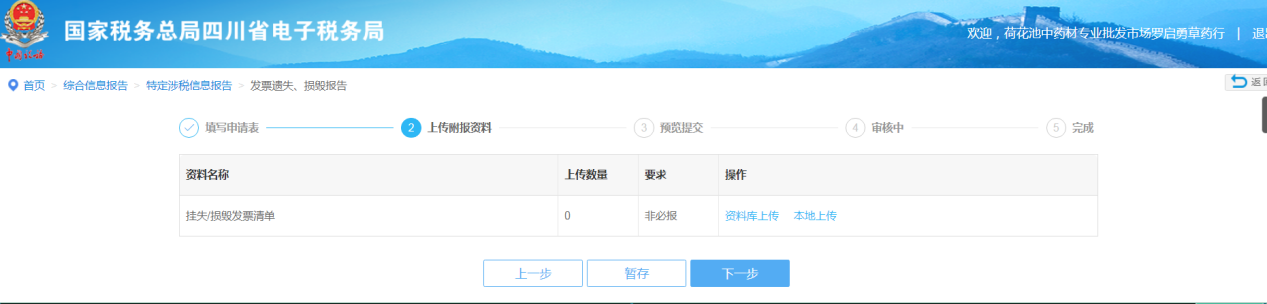 国家税务总局四川省电子税务局
欢迎，荷花池中药材专业批发市场罗启勇草药行 | 退
中国税务
首页 > 综合信息报告 > 特定涉税信息报告 > 发票遗失、损毁报告
返回
填写申请表 2 上传附报资料 3 预览提交 4 审核中 5 完成
资料名称 上传数量 要求 操作
挂失/损毁发票清单 0 非必报 资料库上传 本地上传
上一步 暂存 下一步